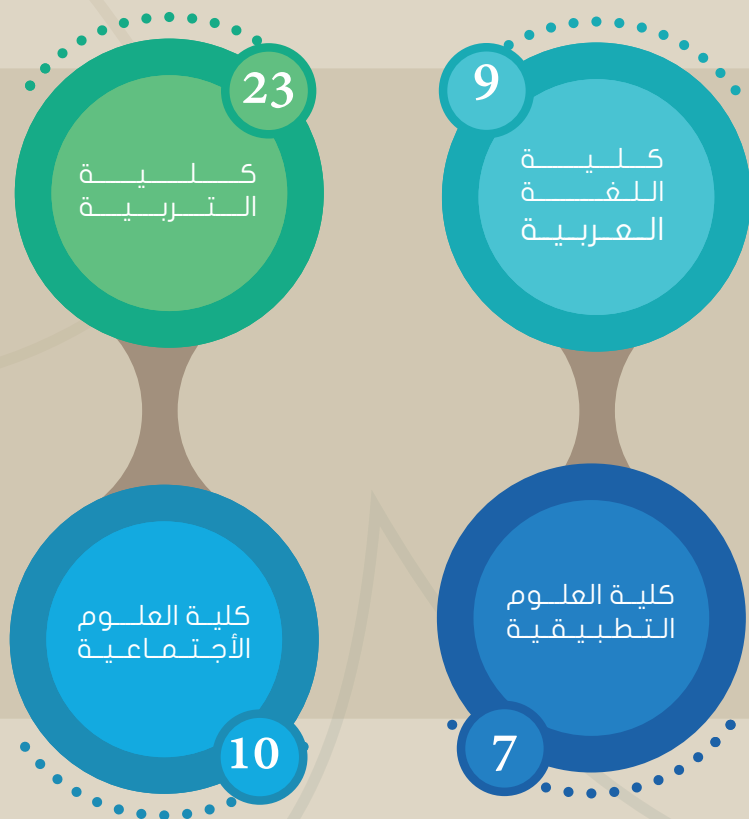 9
كلية
اللغة
العربية
23
كلية
التربية
كلية العلوم
التطبيقية
7
كلية العلوم
الأجتماعية
10